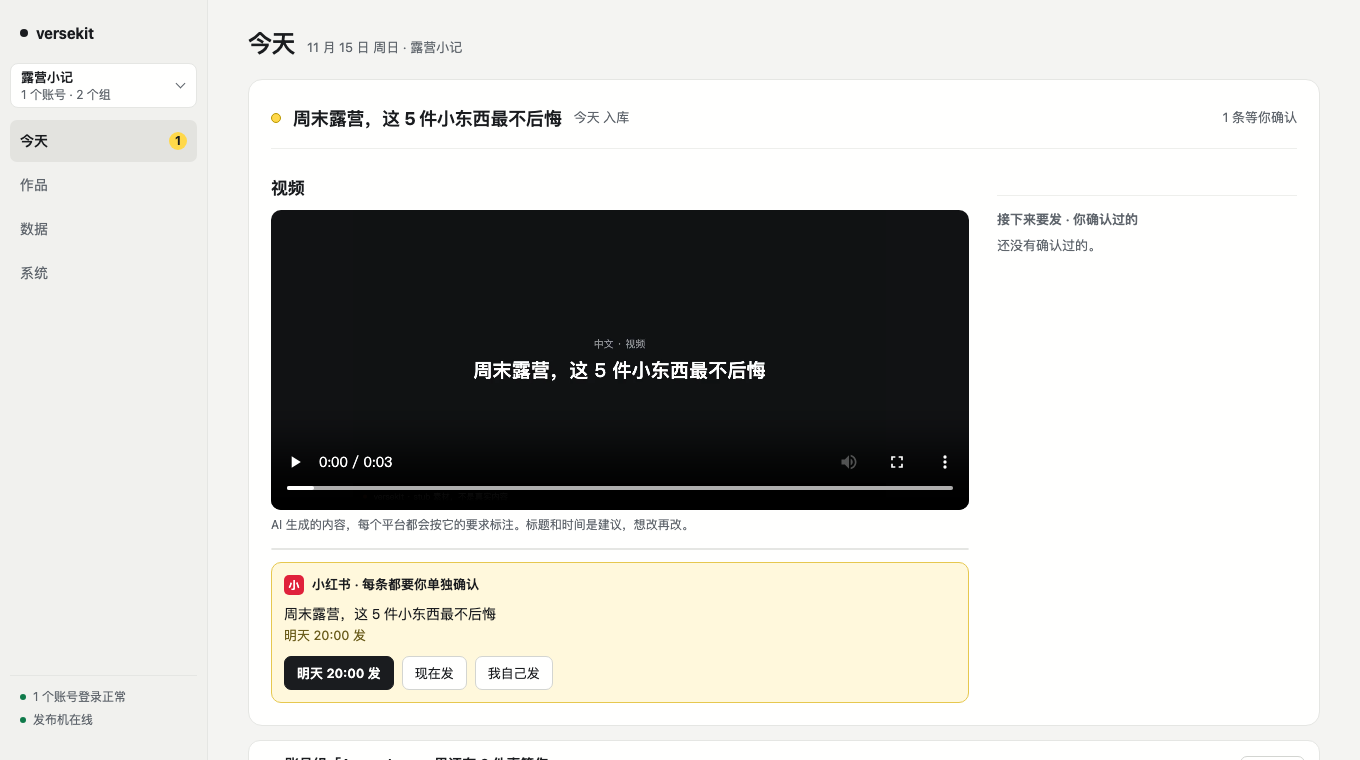 versekit
露营小记
1 个账号 · 2 个组
今天
1
作品
数据
系统
1 个账号登录正常
发布机在线
今天 11 月 15 日 周日 · 露营小记
周末露营，这 5 件小东西最不后悔 今天 入库
1 条等你确认
视频
中文 · 视频
周末露营，这 5 件小东西最不后悔
0:00 / 0:03
AI 生成的内容，每个平台都会按它的要求标注。标题和时间是建议，想改再改。
小 小红书 · 每条都要你单独确认
周末露营，这 5 件小东西最不后悔
明天 20:00 发
明天 20:00 发 现在发 我自己发
接下来要发 · 你确认过的
还没有确认过的。